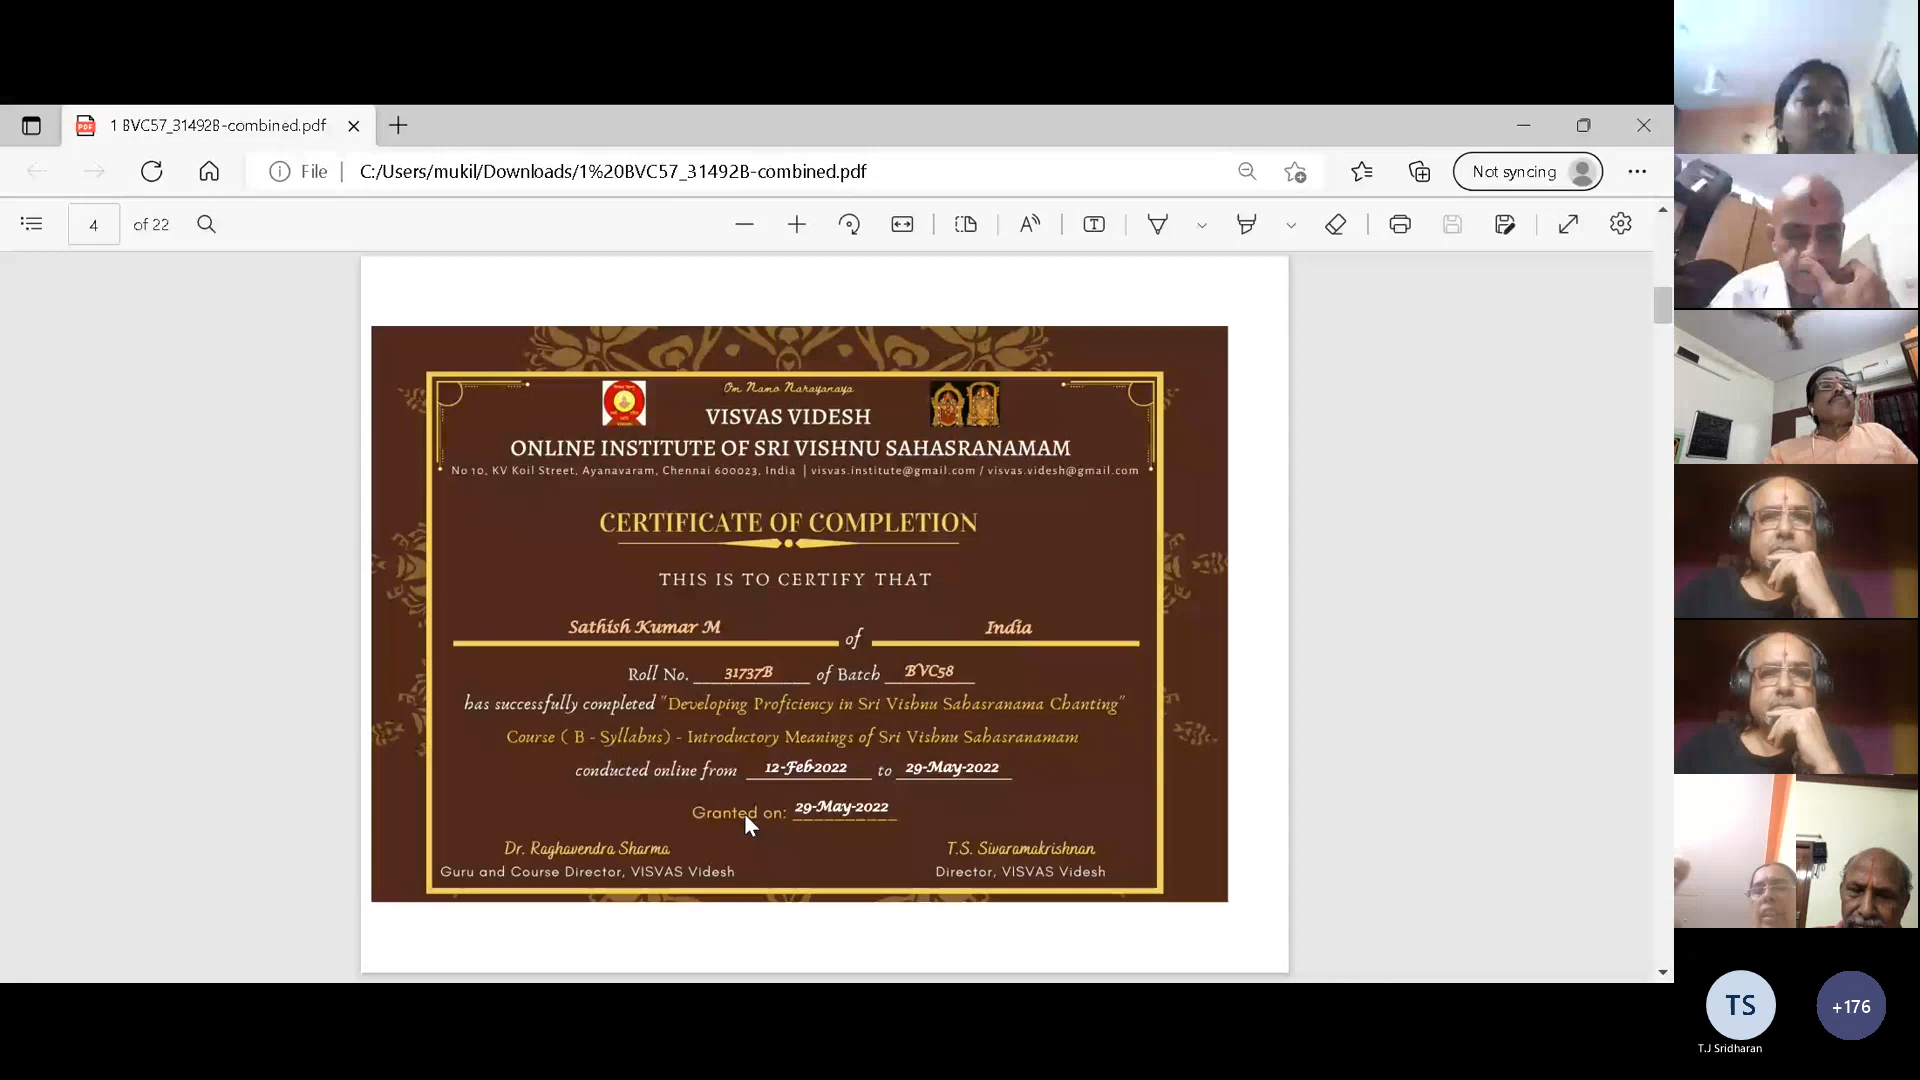 1 BVC57_31492B-combined.pdf
File
C:/Users/mukil/Downloads/1%20BVC57_31492B-combined.pdf
Not syncing
4 of 22
Om Namo Narayanaya
VISVAS VIDESH
ONLINE INSTITUTE OF SRI VISHNU SAHASRANAMAM
No 10, KV Koil Street, Ayanavaram, Chennai 600023, India | visvas.institute@gmail.com / visvas.videsh@gmail.com
CERTIFICATE OF COMPLETION
THIS IS TO CERTIFY THAT
Sathish Kumar M of India
Roll No. 31737B of Batch BVC58
has successfully completed "Developing Proficiency in Sri Vishnu Sahasranama Chanting"
Course ( B - Syllabus) - Introductory Meanings of Sri Vishnu Sahasranamam
conducted online from 12-Feb2022 to 29-May-2022
Granted on: 29-May-2022
Dr. Raghavendra Sharma T.S. Sivaramakrishnan
Guru and Course Director, VISVAS Videsh Director, VISVAS Videsh
TS +176
T.J Sridharan